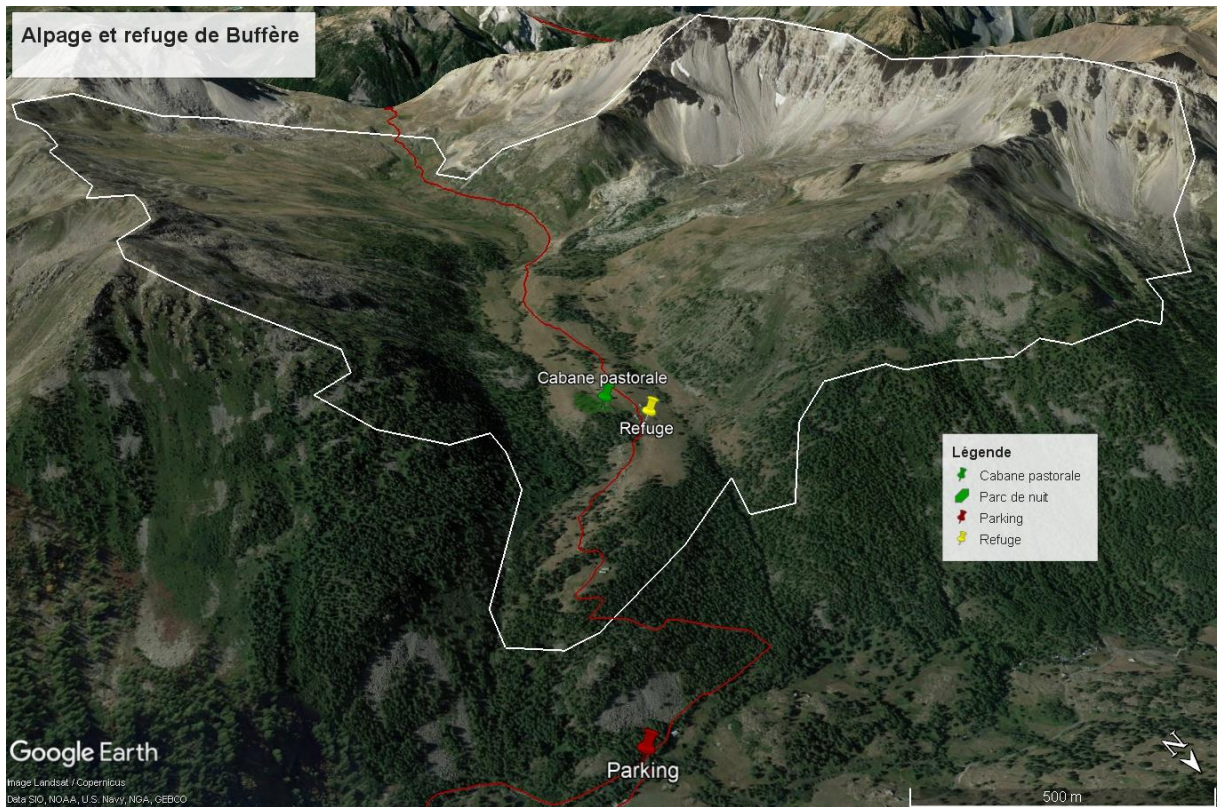 Alpage et refuge de Buffère
Cabane pastorale
Refuge
Légende
Cabane pastorale
Parc de nuit
Parking
Refuge
Parking
Google Earth
Image Landsat / Copernicus
Data SIO, NOAA, U.S. Navy, NGA, GEBCO
N
500 m